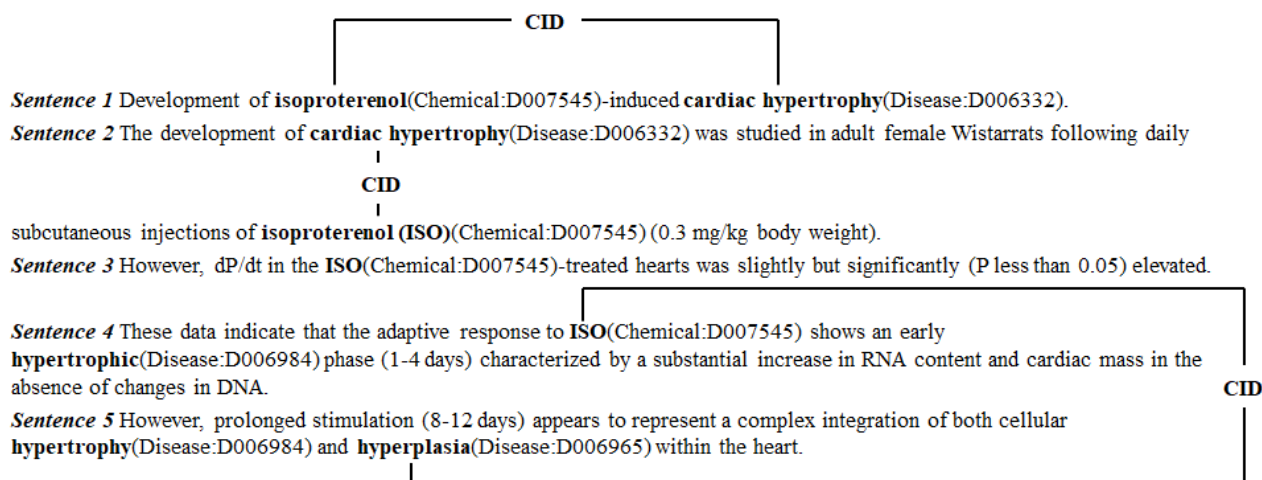 CID
Sentence 1 Development of isoproterenol(Chemical:D007545)-induced cardiac hypertrophy(Disease:D006332).
Sentence 2 The development of cardiac hypertrophy(Disease:D006332) was studied in adult female Wistarrats following daily
CID
subcutaneous injections of isoproterenol (ISO)(Chemical:D007545) (0.3 mg/kg body weight).
Sentence 3 However, dP/dt in the ISO(Chemical:D007545)-treated hearts was slightly but significantly (P less than 0.05) elevated.
Sentence 4 These data indicate that the adaptive response to ISO(Chemical:D007545) shows an early
hypertrophic(Disease:D006984) phase (1-4 days) characterized by a substantial increase in RNA content and cardiac mass in the
absence of changes in DNA.
CID
Sentence 5 However, prolonged stimulation (8-12 days) appears to represent a complex integration of both cellular
hypertrophy(Disease:D006984) and hyperplasia(Disease:D006965) within the heart.